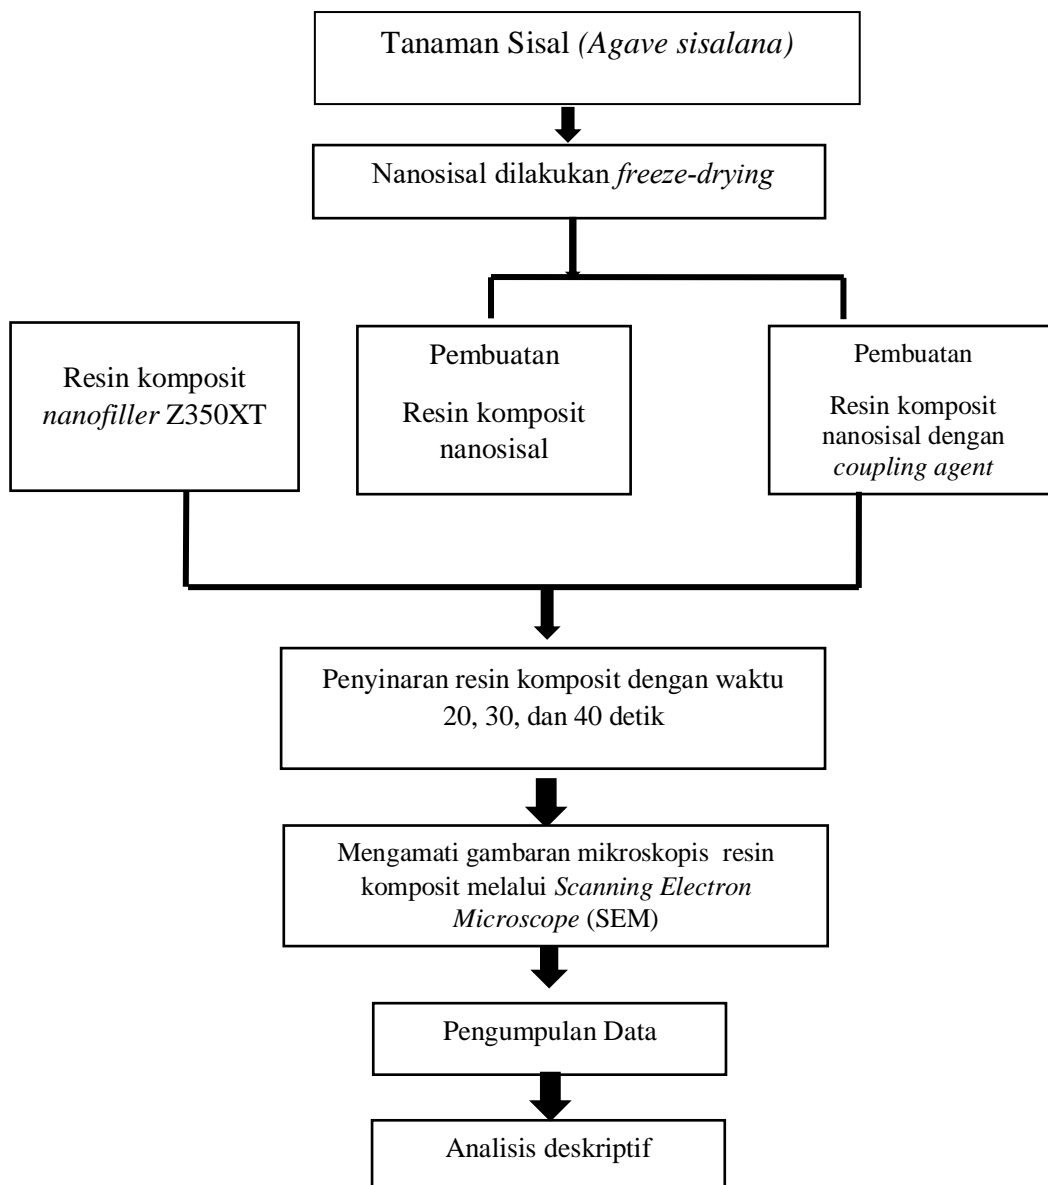 Tanaman Sisal (Agave sisalana)
Nanosisal dilakukan freeze-drying
Resin komposit
nanofiller Z350XT
Pembuatan
Resin komposit
nanosisal
Pembuatan
Resin komposit
nanosisal dengan
coupling agent
Penyinaran resin komposit dengan waktu
20, 30, dan 40 detik
Mengamati gambaran mikroskopis resin
komposit melalui Scanning Electron
Microscope (SEM)
Pengumpulan Data
Analisis deskriptif